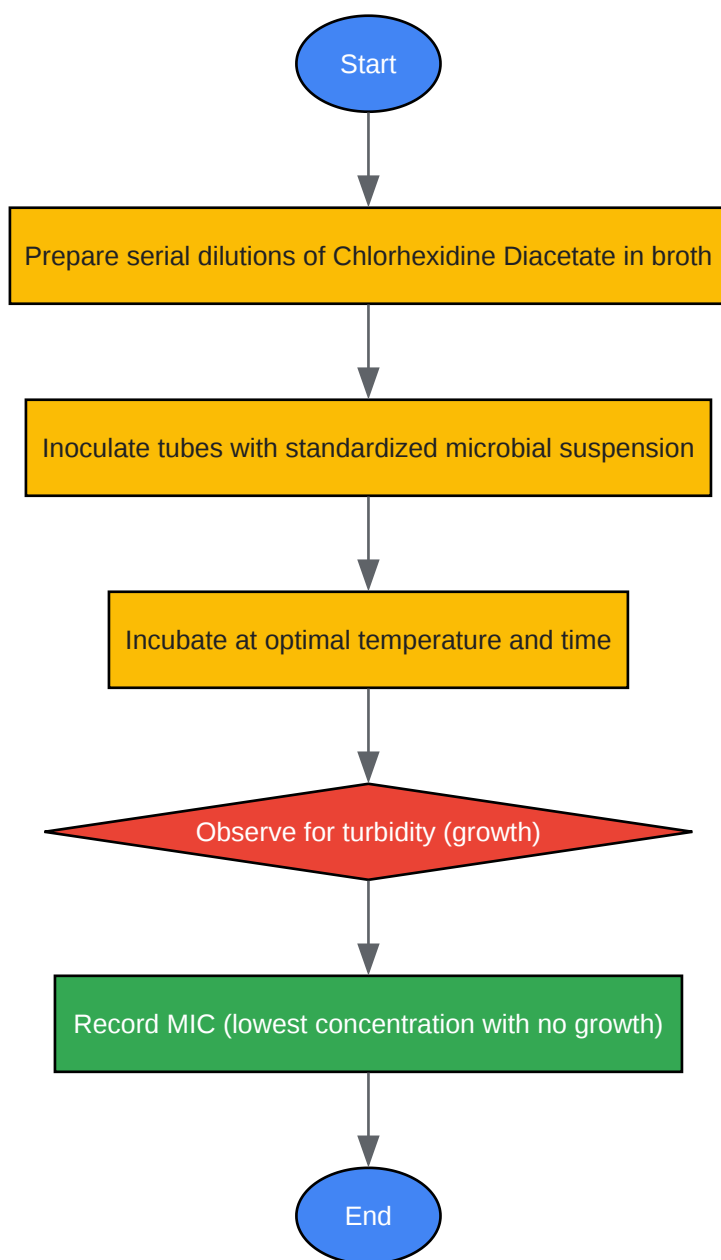 Start
Prepare serial dilutions of Chlorhexidine Diacetate in broth
Inoculate tubes with standardized microbial suspension
Incubate at optimal temperature and time
Observe for turbidity (growth)
Record MIC (lowest concentration with no growth)
End